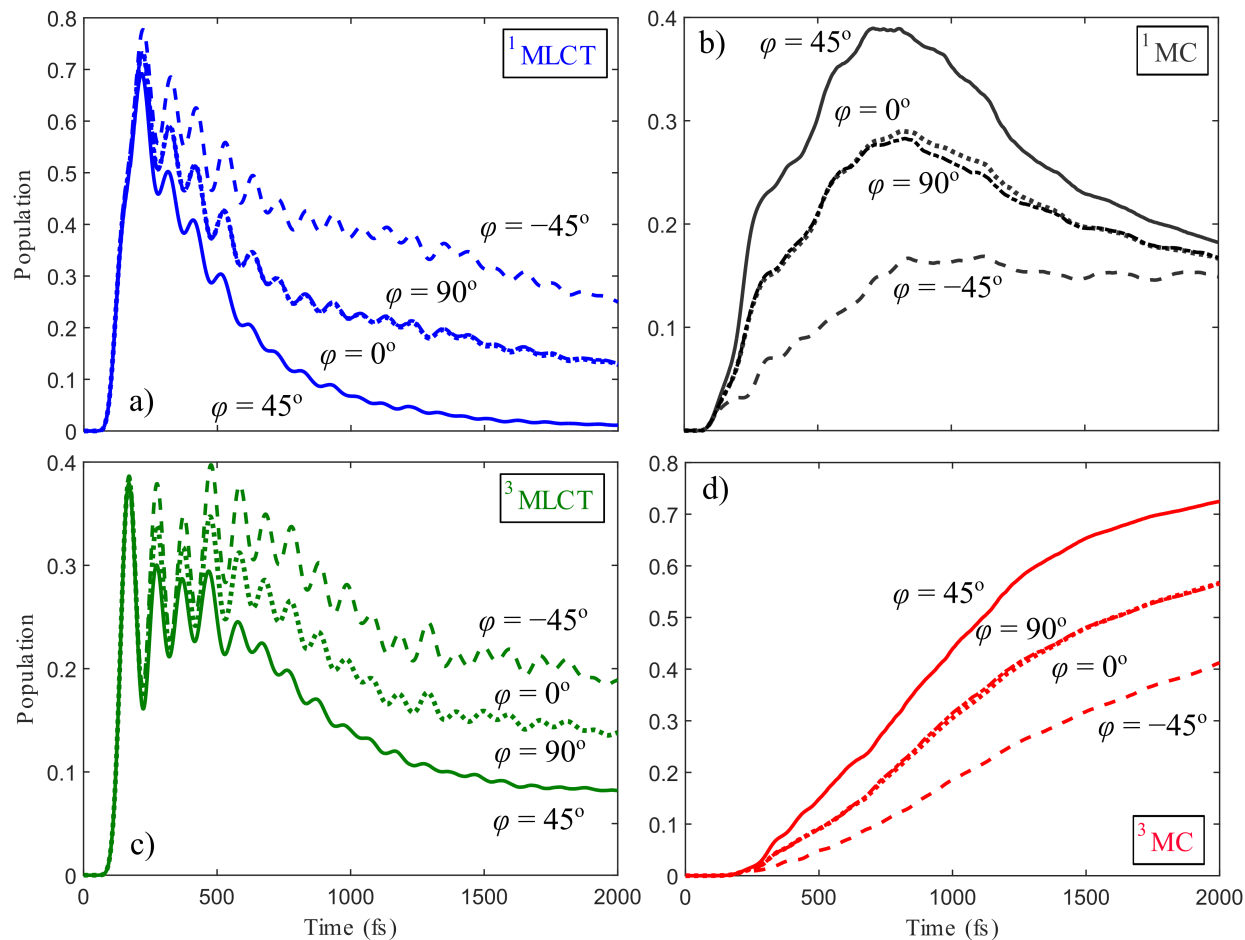 0.8
0.7
0.6
0.5
0.4
0.3
0.2
0.1
0
Population
¹MLCT
φ = −45º
φ = 90º
φ = 0º
φ = 45º
a)
0.4
0.3
0.2
0.1
b)
¹MC
φ = 45º
φ = 0º
φ = 90º
φ = −45º
0.4
0.3
0.2
0.1
0
Population
³MLCT
φ = −45º
φ = 0º
φ = 90º
φ = 45º
c)
0
500
1000
1500
2000
Time (fs)
0.8
0.7
0.6
0.5
0.4
0.3
0.2
0.1
0
d)
φ = 45º
φ = 90º
φ = 0º
φ = −45º
³MC
0
500
1000
1500
2000
Time (fs)